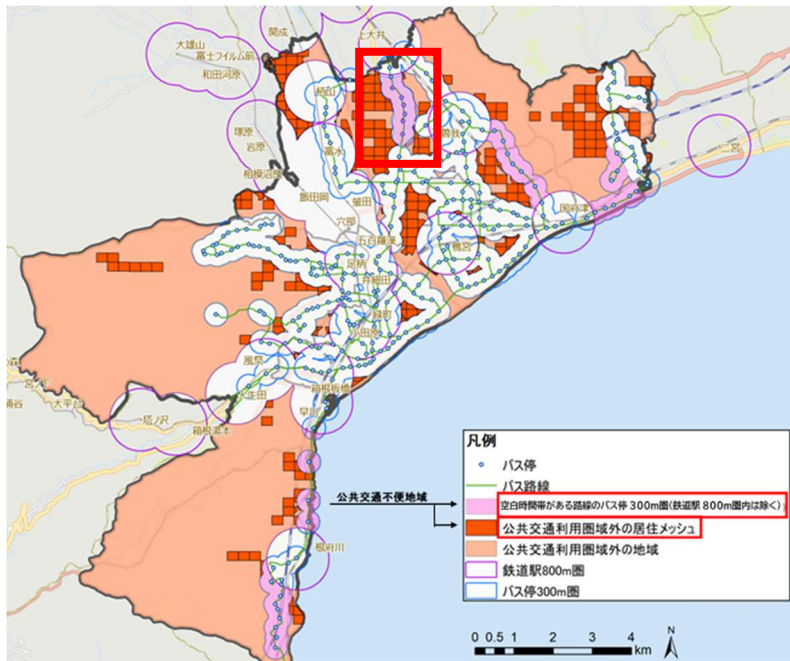 開成
上大井
大雄山
富士フイルム前
和田河原
栢山
塚原
岩原
富水
曽我
相模沼田
二宮
飯田岡
螢田
国府津
穴部
五百羅漢
鴨宮
足柄
井細田
緑町
小田原
風祭
箱根板橋
入生田
大平台
塔ノ沢
箱根湯本
早川
根府川
公共交通不便地域
凡例
バス停
バス路線
空白時間帯がある路線のバス停 300m圏(鉄道駅 800m圏内は除く)
公共交通利用圏域外の居住メッシュ
公共交通利用圏域外の地域
鉄道駅800m圏
バス停300m圏
0 0.5 1 2 3 4
km
N